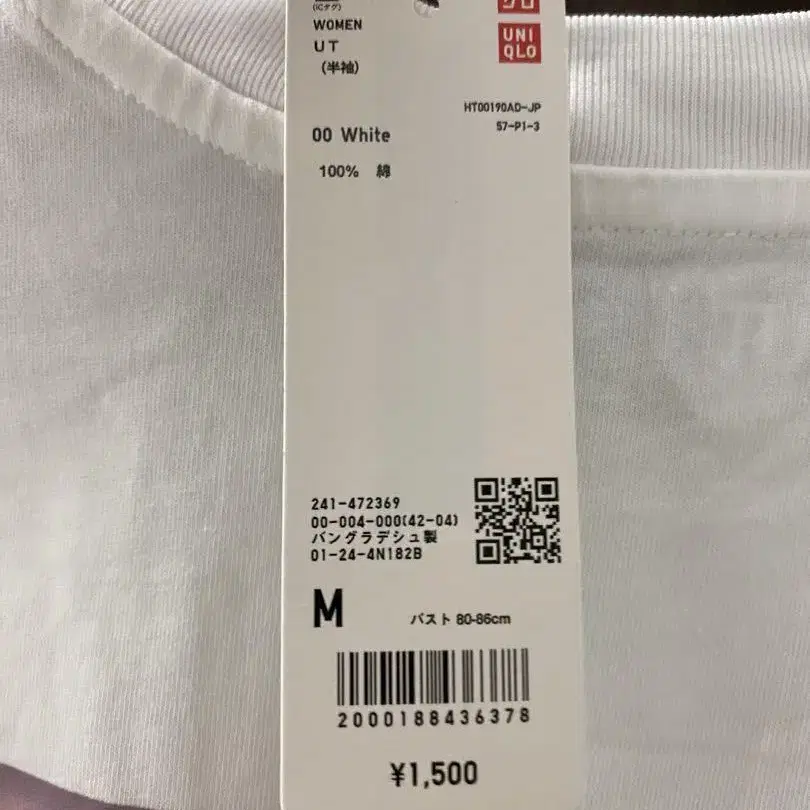 (ICタグ)
WOMEN
UT
(半袖)
UNI
QLO
HT00190AD-JP
57-P1-3
00 White
100% 綿
241-472369
00-004-000(42-04)
バングラデシュ製
01-24-4N182B
M バスト 80-86cm
2000188436378
¥1,500